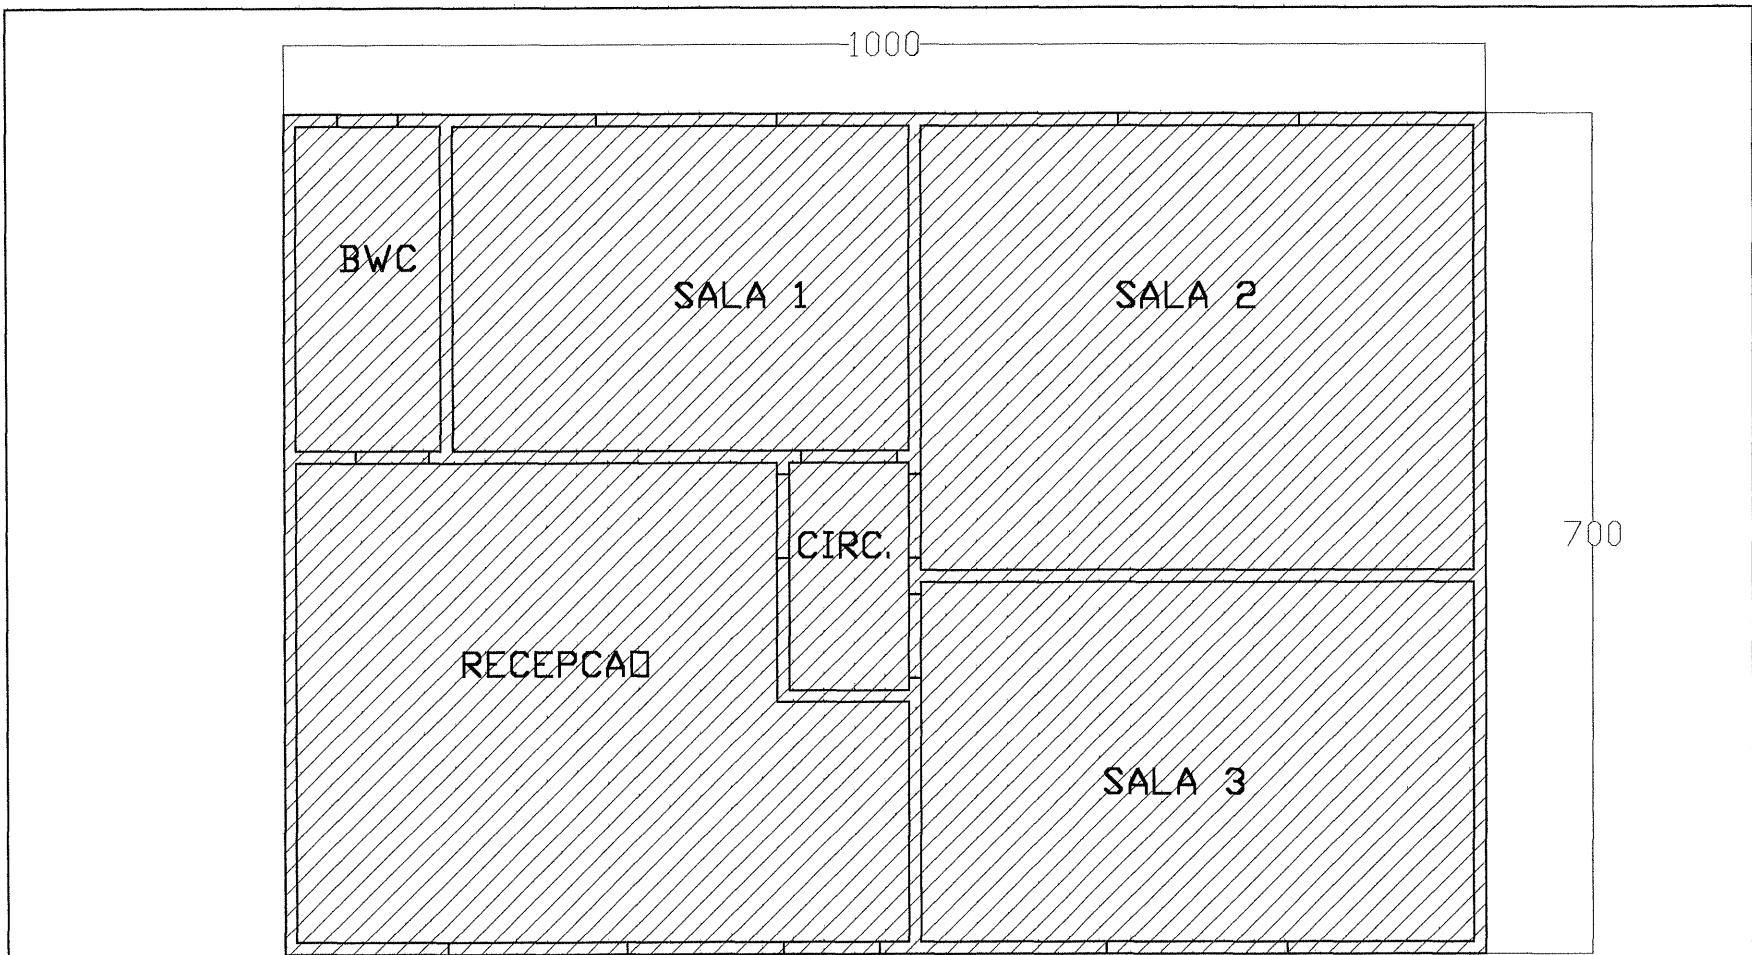 1000
BWC
SALA 1
SALA 2
700
CIRC.
RECEPCAO
SALA 3